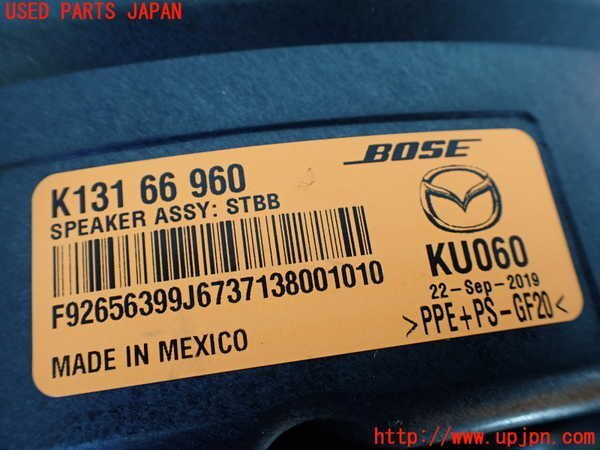 USED PARTS JAPAN
BOSE
K131 66 960
SPEAKER ASSY: STBB
F92656399J6737138001010
MADE IN MEXICO
KU060
22-Sep-2019
>PPE+PS-GF20<
http://www.upjpn.com/